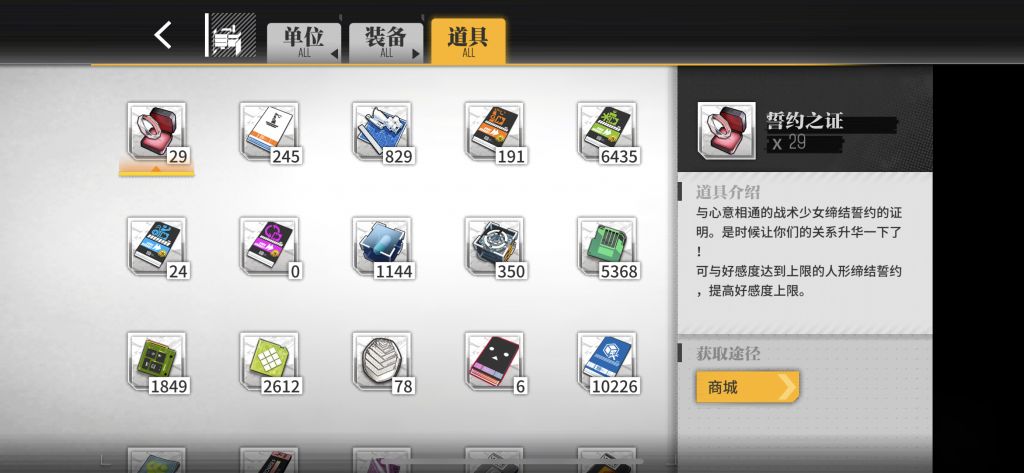 单位
ALL
装备
ALL
道具
ALL
29
245
829
191
6435
24
0
1144
350
5368
1849
2612
78
6
10226
誓约之证
X 29
道具介绍
与心意相通的战术少女缔结誓约的证
明。是时候让你们的关系升华一下了
！
可与好感度达到上限的人形缔结誓约
，提高好感度上限。
获取途径
商城